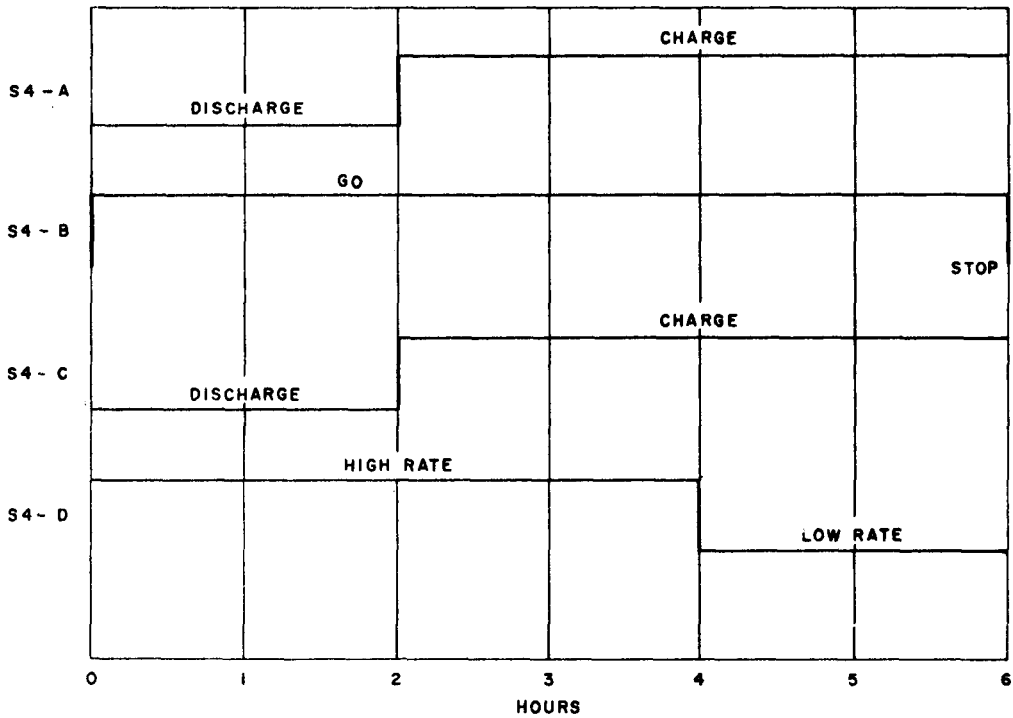 CHARGE
S4-A
DISCHARGE
GO
S4-B
STOP
CHARGE
S4-C
DISCHARGE
HIGH RATE
S4-D
LOW RATE
0 1 2 3 4 5 6
HOURS